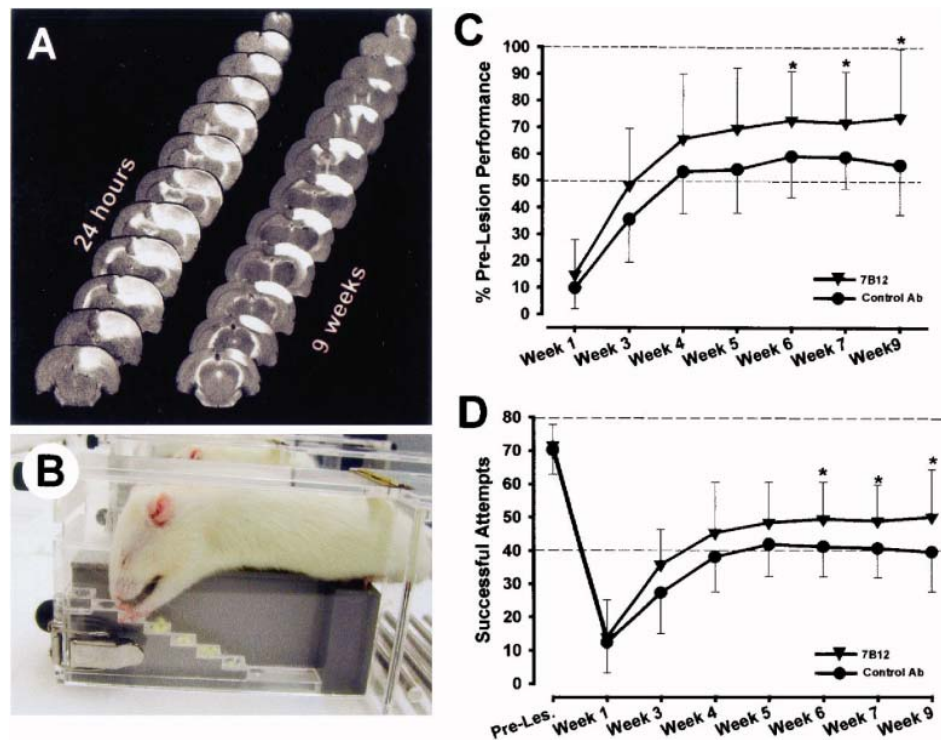 A
24 hours
9 weeks
B
C
% Pre-Lesion Performance
100
90
80
70
60
50
40
30
20
10
0
*
*
*
7B12
Control Ab
Week 1
Week 3
Week 4
Week 5
Week 6
Week 7
Week9
D
Successful Attempts
80
70
60
50
40
30
20
10
0
*
*
*
7B12
Control Ab
Pre-Les.
Week 1
Week 3
Week 4
Week 5
Week 6
Week 7
Week 9